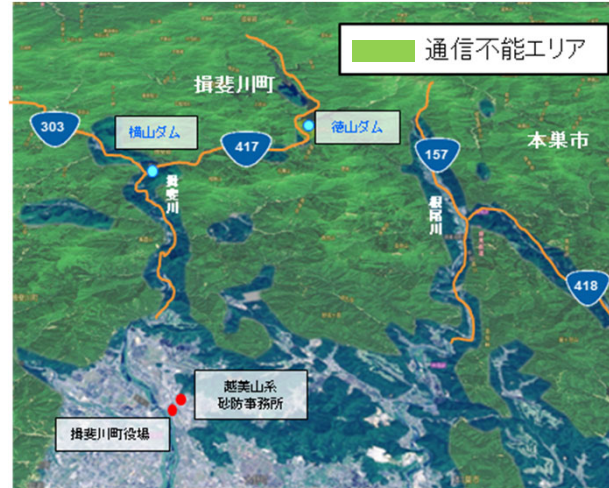 通信不能エリア
揖斐川町
303
横山ダム
417
徳山ダム
157
本巣市
揖斐川
根尾川
418
越美山系
砂防事務所
揖斐川町役場